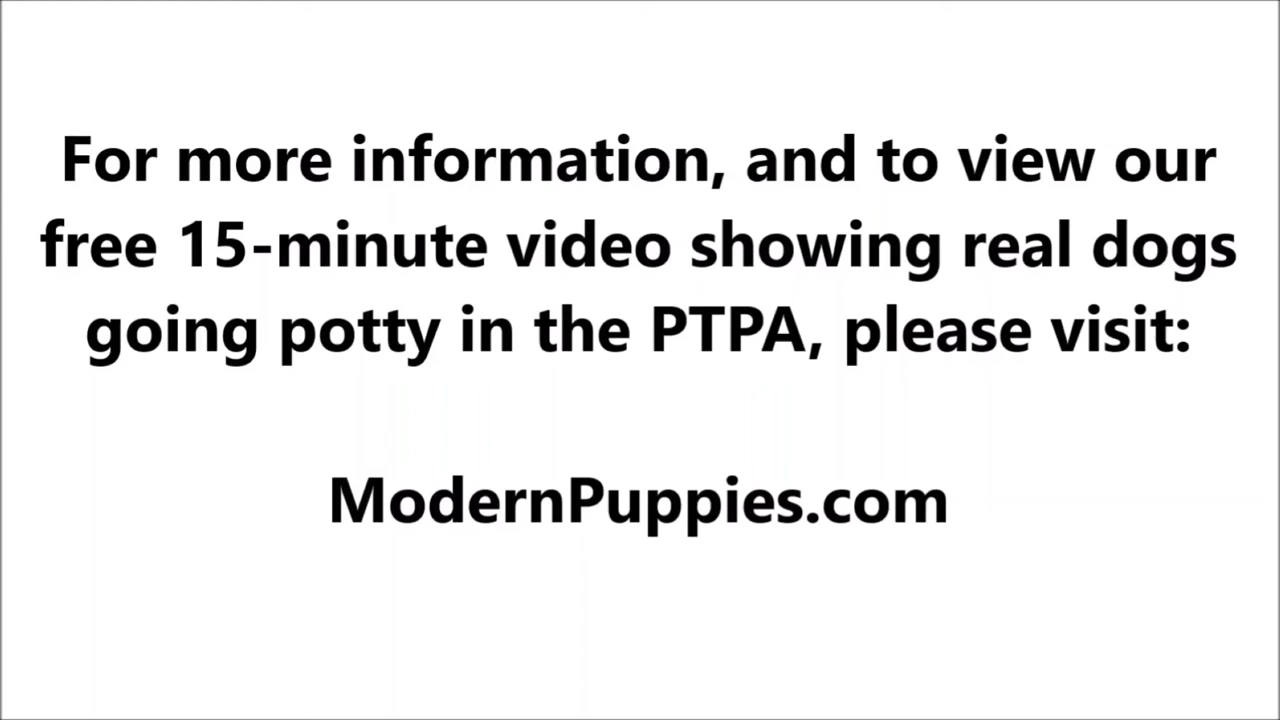 For more information, and to view our
free 15-minute video showing real dogs
going potty in the PTPA, please visit:
ModernPuppies.com